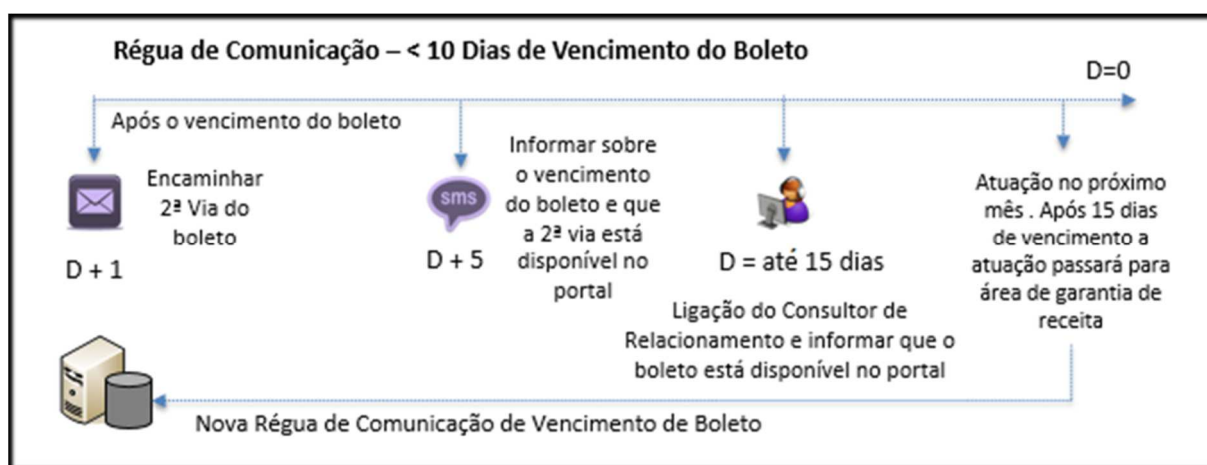 Régua de Comunicação – < 10 Dias de Vencimento do Boleto
D=0
Após o vencimento do boleto
Encaminhar
2ª Via do
boleto
D + 1
sms
D + 5
Informar sobre
o vencimento
do boleto e que
a 2ª via está
disponível no
portal
D = até 15 dias
Ligação do Consultor de
Relacionamento e informar que o
boleto está disponível no portal
Atuação no próximo
mês . Após 15 dias
de vencimento a
atuação passará para
área de garantia de
receita
Nova Régua de Comunicação de Vencimento de Boleto